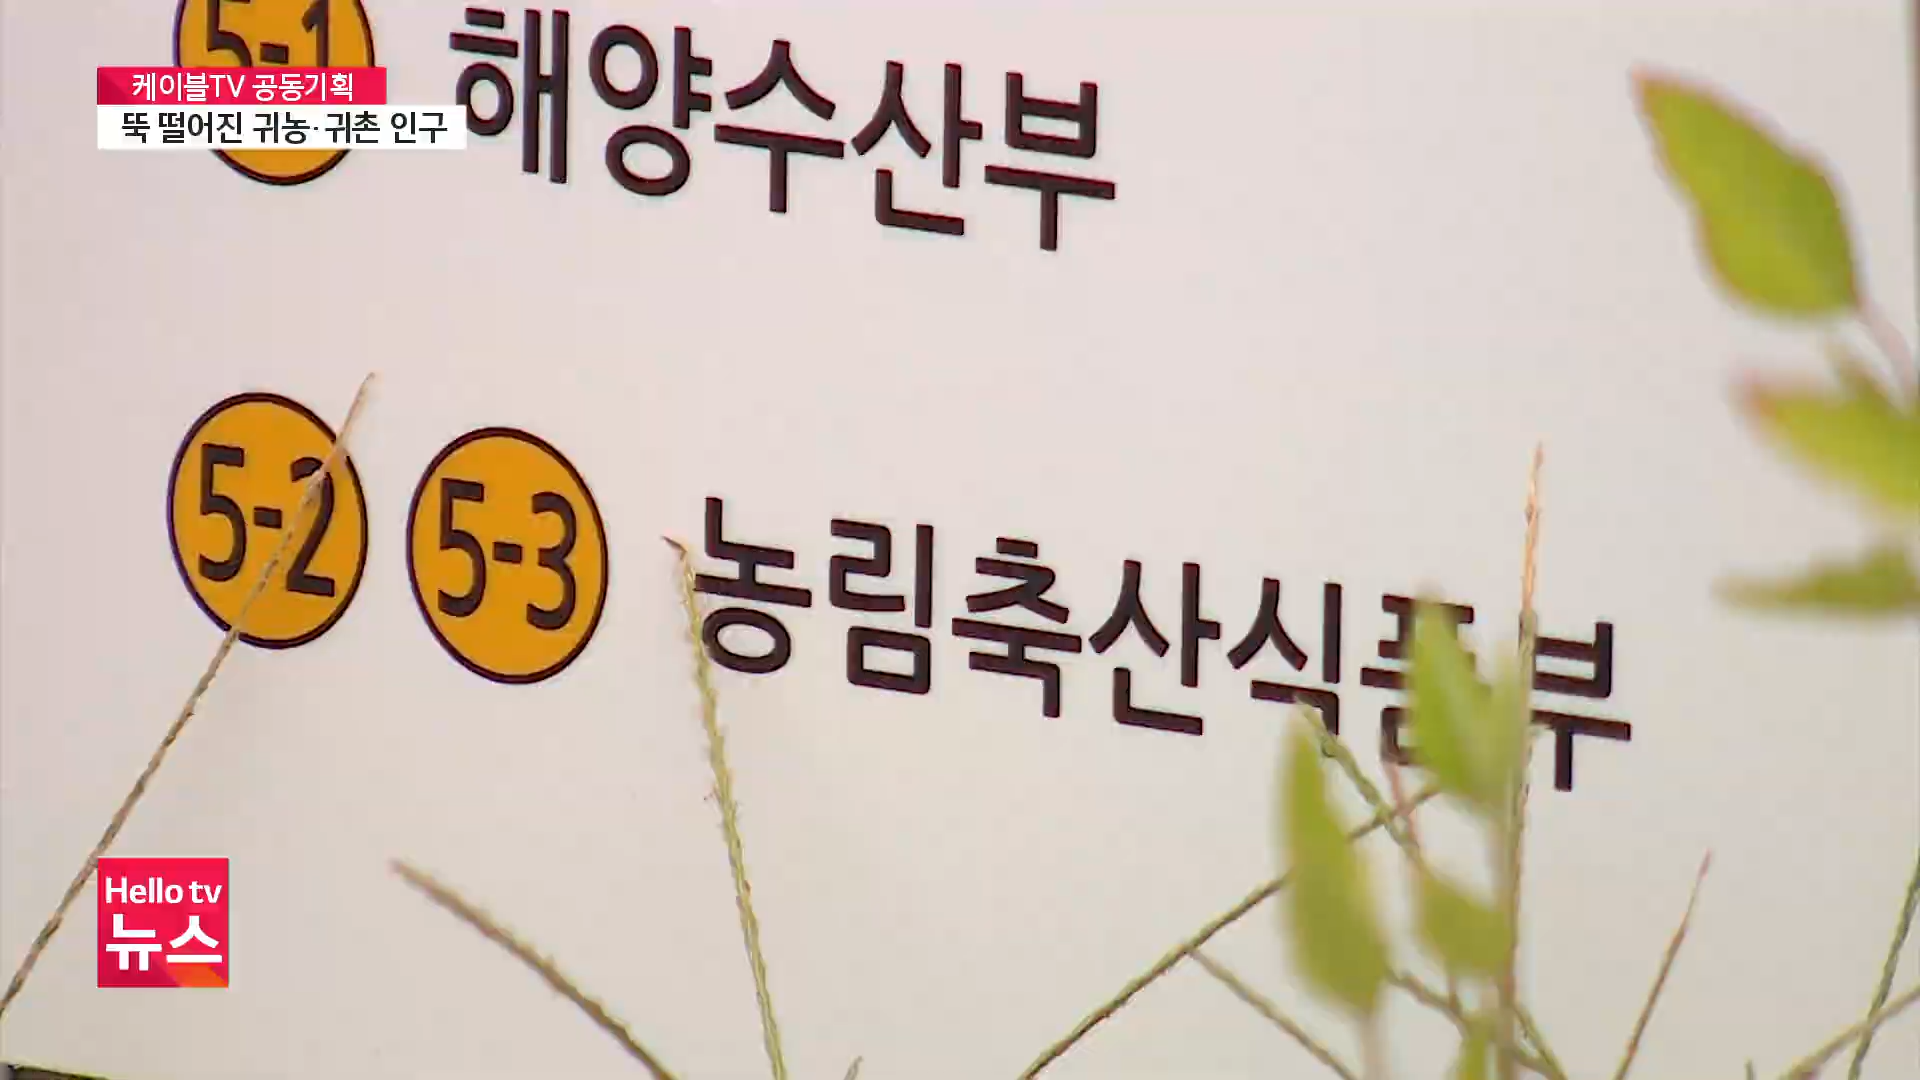 5-1 해양수산부
케이블TV 공동기획
뚝 떨어진 귀농·귀촌 인구
5-2 5-3 농림축산식품부
Hello tv
뉴스